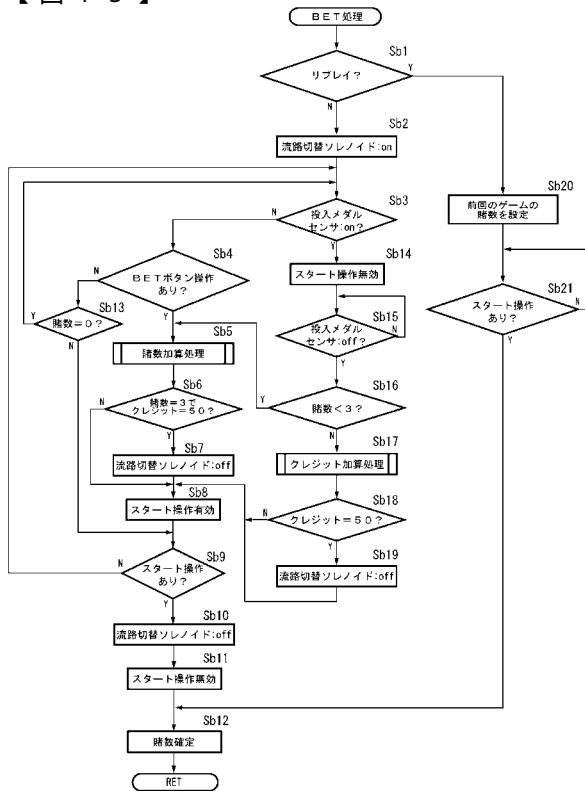 【図15】
BET処理
Sb1
リプレイ？
Y
N
Sb2
流路切替ソレノイド:on
Sb3
投入メダル
センサ:on？
N
Y
Sb4
BETボタン操作
あり？
N
Y
Sb13
賭数=0？
Y
N
Sb5
賭数加算処理
Sb6
賭数=3で
クレジット=50？
N
Y
Sb7
流路切替ソレノイド:off
Sb8
スタート操作有効
Sb9
スタート操作
あり？
N
Y
Sb10
流路切替ソレノイド:off
Sb11
スタート操作無効
Sb12
賭数確定
RET
Sb14
スタート操作無効
Sb15
投入メダル
センサ:off？
N
Y
Sb16
賭数<3？
Y
N
Sb17
クレジット加算処理
Sb18
クレジット=50？
N
Y
Sb19
流路切替ソレノイド:off
Sb20
前回のゲームの
賭数を設定
Sb21
スタート操作
あり？
N
Y